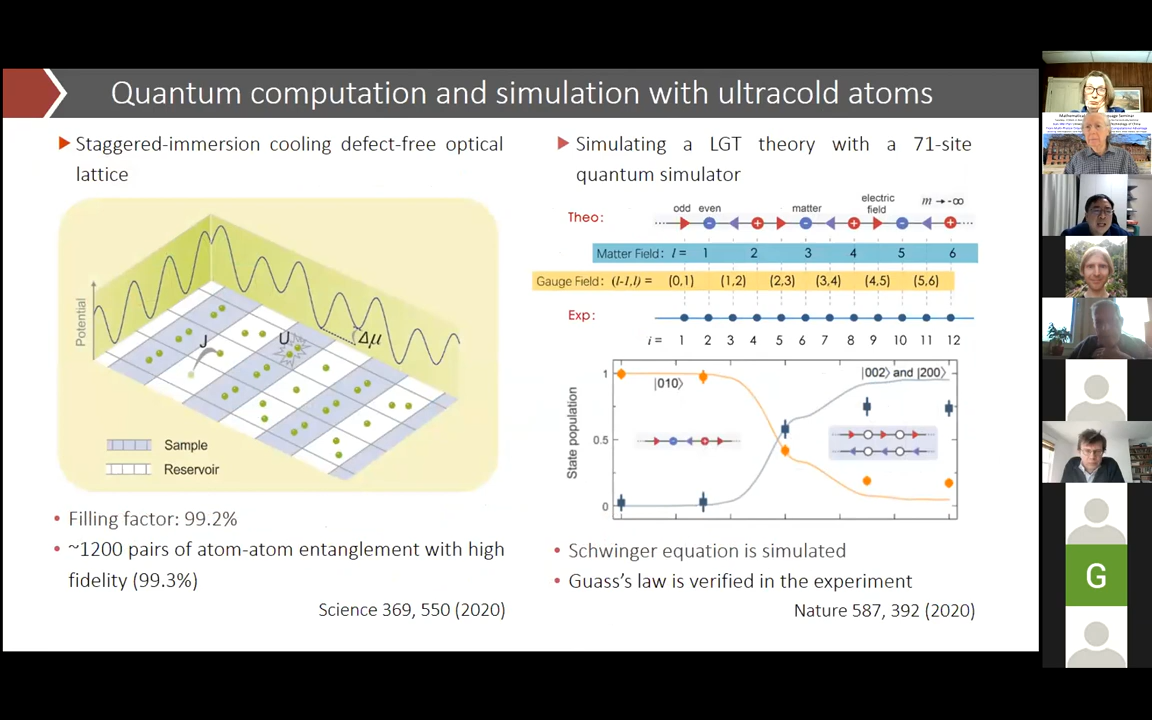 Quantum computation and simulation with ultracold atoms
Staggered-immersion cooling defect-free optical
lattice
Potential
J
U
Δμ
Sample
Reservoir
• Filling factor: 99.2%
• ~1200 pairs of atom-atom entanglement with high
fidelity (99.3%)
Science 369, 550 (2020)
Simulating a LGT theory with a 71-site
quantum simulator
odd even matter electric field m → -∞
Theo:
Matter Field: l = 1 2 3 4 5 6
Gauge Field: (l-1,l) = (0,1) (1,2) (2,3) (3,4) (4,5) (5,6)
Exp:
i = 1 2 3 4 5 6 7 8 9 10 11 12
State population
1
0.5
0
|010⟩
|002⟩ and |200⟩
• Schwinger equation is simulated
• Guass's law is verified in the experiment
Nature 587, 392 (2020)
G